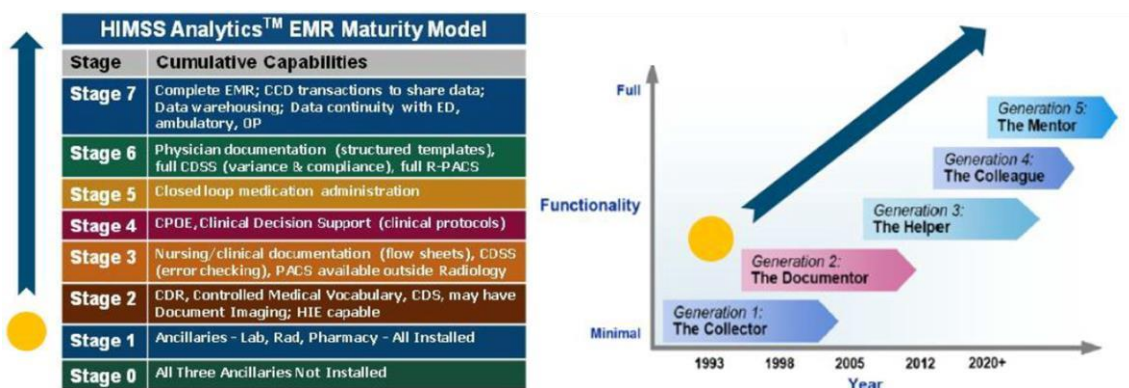 HIMSS Analytics™ EMR Maturity Model
Stage Cumulative Capabilities
Stage 7 Complete EMR; CCD transactions to share data;
Data warehousing; Data continuity with ED,
ambulatory, OP
Stage 6 Physician documentation (structured templates),
full CDSS (variance & compliance), full R-PACS
Stage 5 Closed loop medication administration
Stage 4 CPOE, Clinical Decision Support (clinical protocols)
Stage 3 Nursing/clinical documentation (flow sheets), CDSS
(error checking), PACS available outside Radiology
Stage 2 CDR, Controlled Medical Vocabulary, CDS, may have
Document Imaging; HIE capable
Stage 1 Ancillaries - Lab, Rad, Pharmacy - All Installed
Stage 0 All Three Ancillaries Not Installed
Full
Functionality
Minimal
Generation 5:
The Mentor
Generation 4:
The Colleague
Generation 3:
The Helper
Generation 2:
The Documentor
Generation 1:
The Collector
1993 1998 2005 2012 2020+
Year